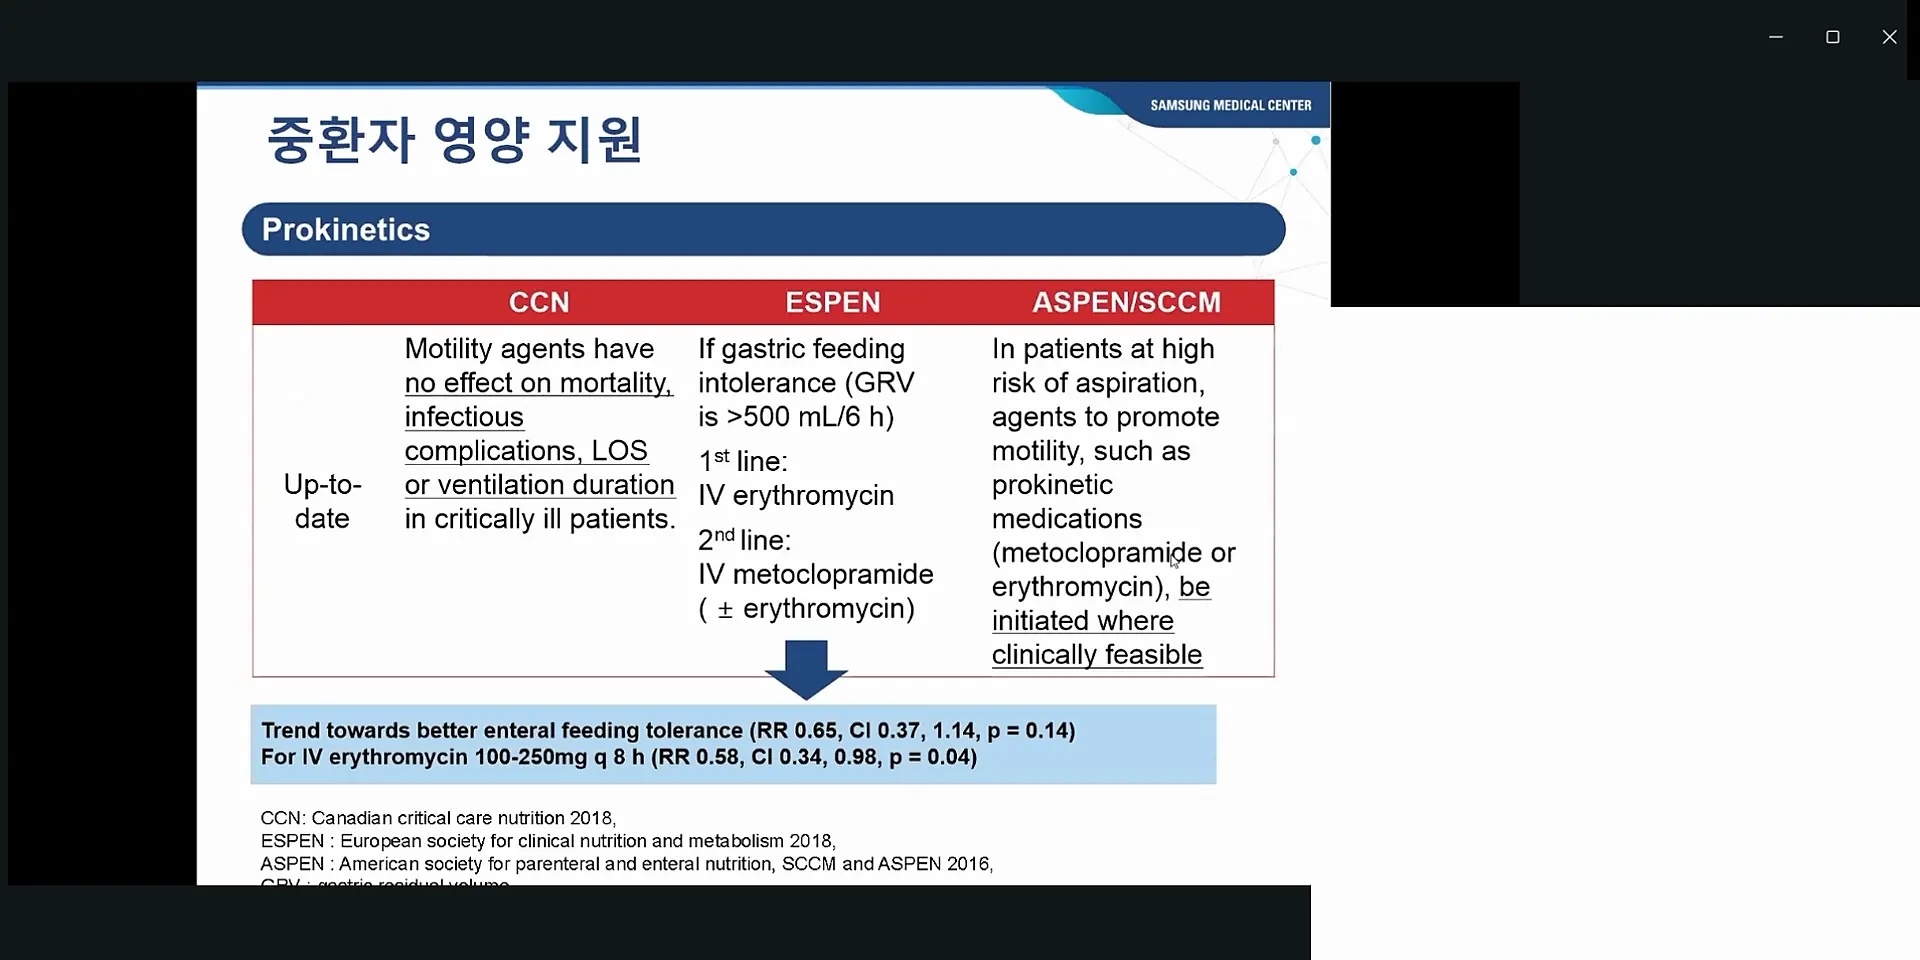 SAMSUNG MEDICAL CENTER
중환자 영양 지원
Prokinetics
CCN ESPEN ASPEN/SCCM
Up-to-
date
Motility agents have
no effect on mortality,
infectious
complications, LOS
or ventilation duration
in critically ill patients.
If gastric feeding
intolerance (GRV
is >500 mL/6 h)
1st line:
IV erythromycin
2nd line:
IV metoclopramide
( ± erythromycin)
In patients at high
risk of aspiration,
agents to promote
motility, such as
prokinetic
medications
(metoclopramide or
erythromycin), be
initiated where
clinically feasible
Trend towards better enteral feeding tolerance (RR 0.65, CI 0.37, 1.14, p = 0.14)
For IV erythromycin 100-250mg q 8 h (RR 0.58, CI 0.34, 0.98, p = 0.04)
CCN: Canadian critical care nutrition 2018,
ESPEN : European society for clinical nutrition and metabolism 2018,
ASPEN : American society for parenteral and enteral nutrition, SCCM and ASPEN 2016,
GRV : gastric residual volume